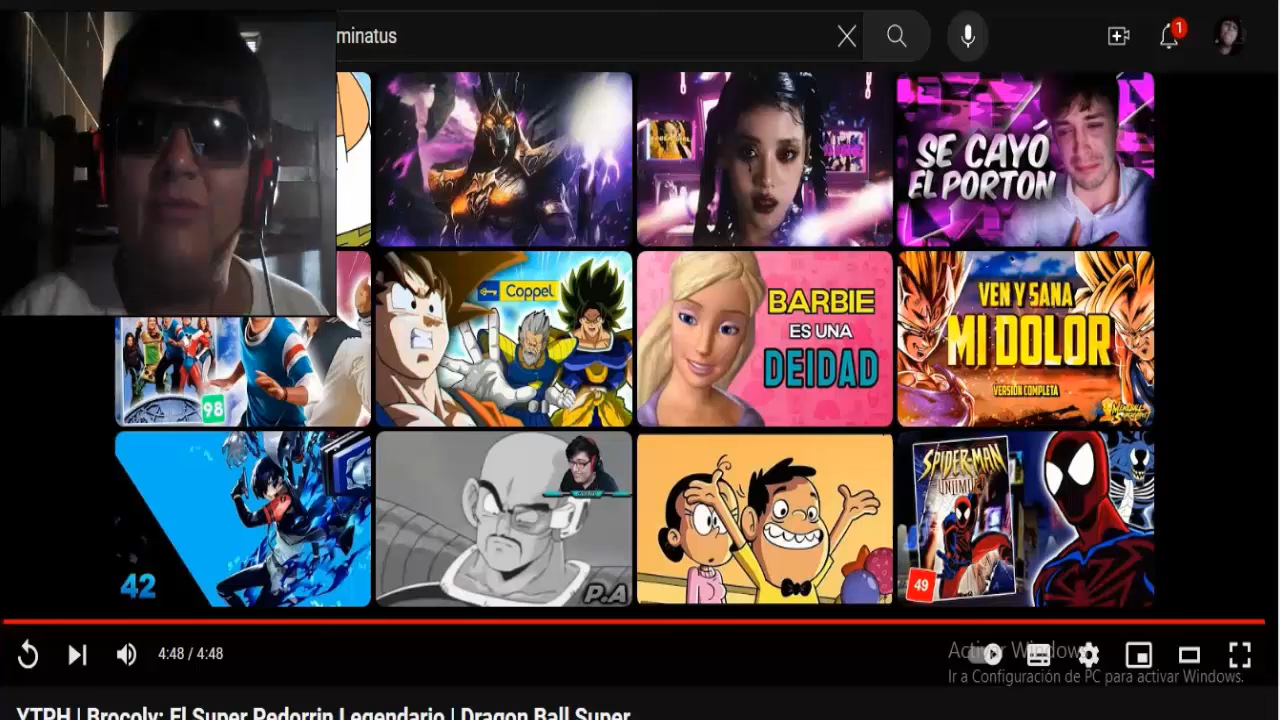 minatus
1
SE CAYÓ
EL PORTON
Coppel
BARBIE
ES UNA
DEIDAD
VEN Y SANA
MI DOLOR
VERSIÓN COMPLETA
98
42
P.A
SPIDER-MAN
UNLIMITED
49
4:48 / 4:48
Activar Windows
Ir a Configuración de PC para activar Windows.
YTPH | Brocoly: El Super Pedorrin Legendario | Dragon Ball Super